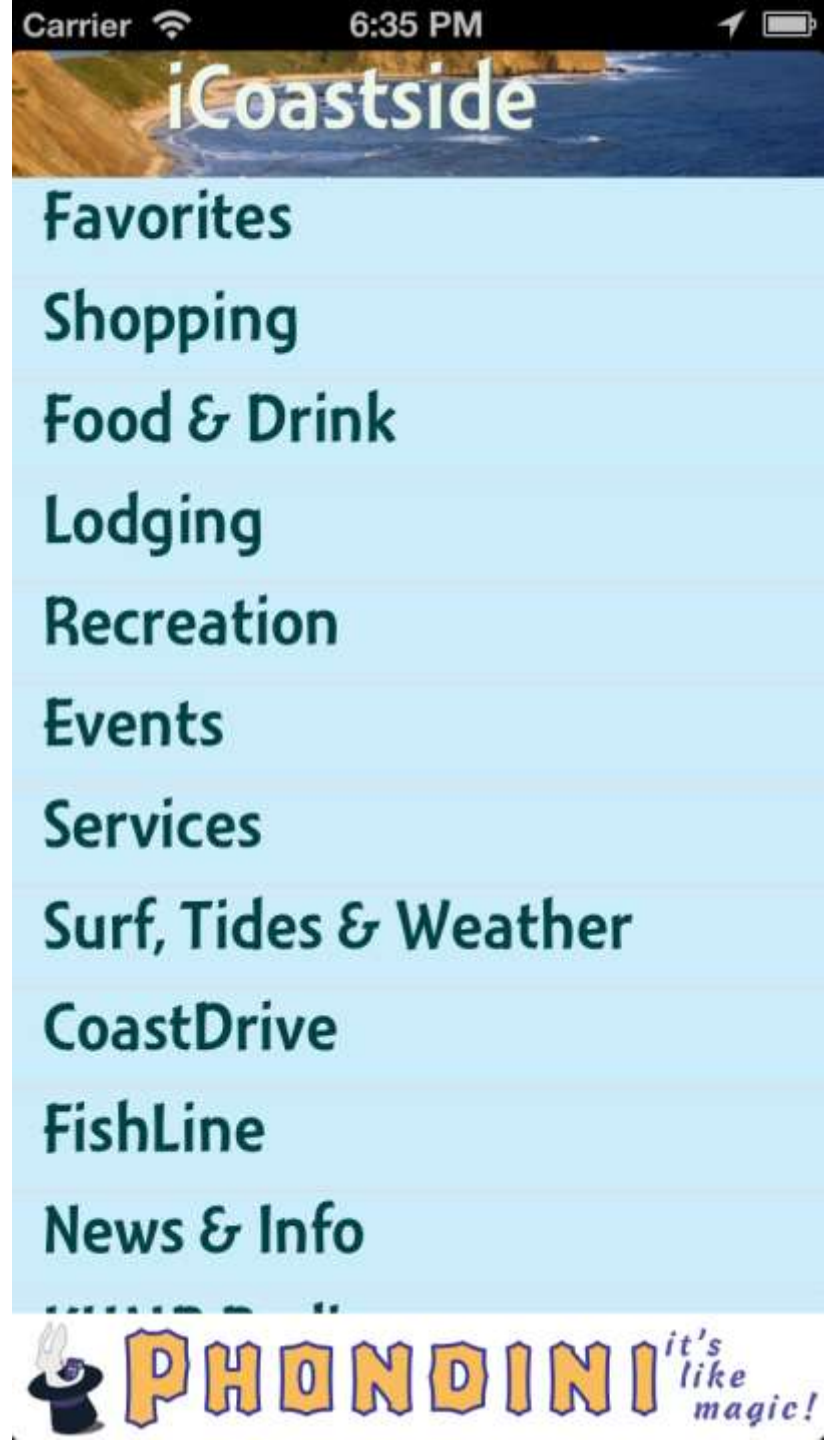 Carrier 6:35 PM
iCoastside
Favorites
Shopping
Food & Drink
Lodging
Recreation
Events
Services
Surf, Tides & Weather
CoastDrive
FishLine
News & Info
PHONDINI it's
like
magic!